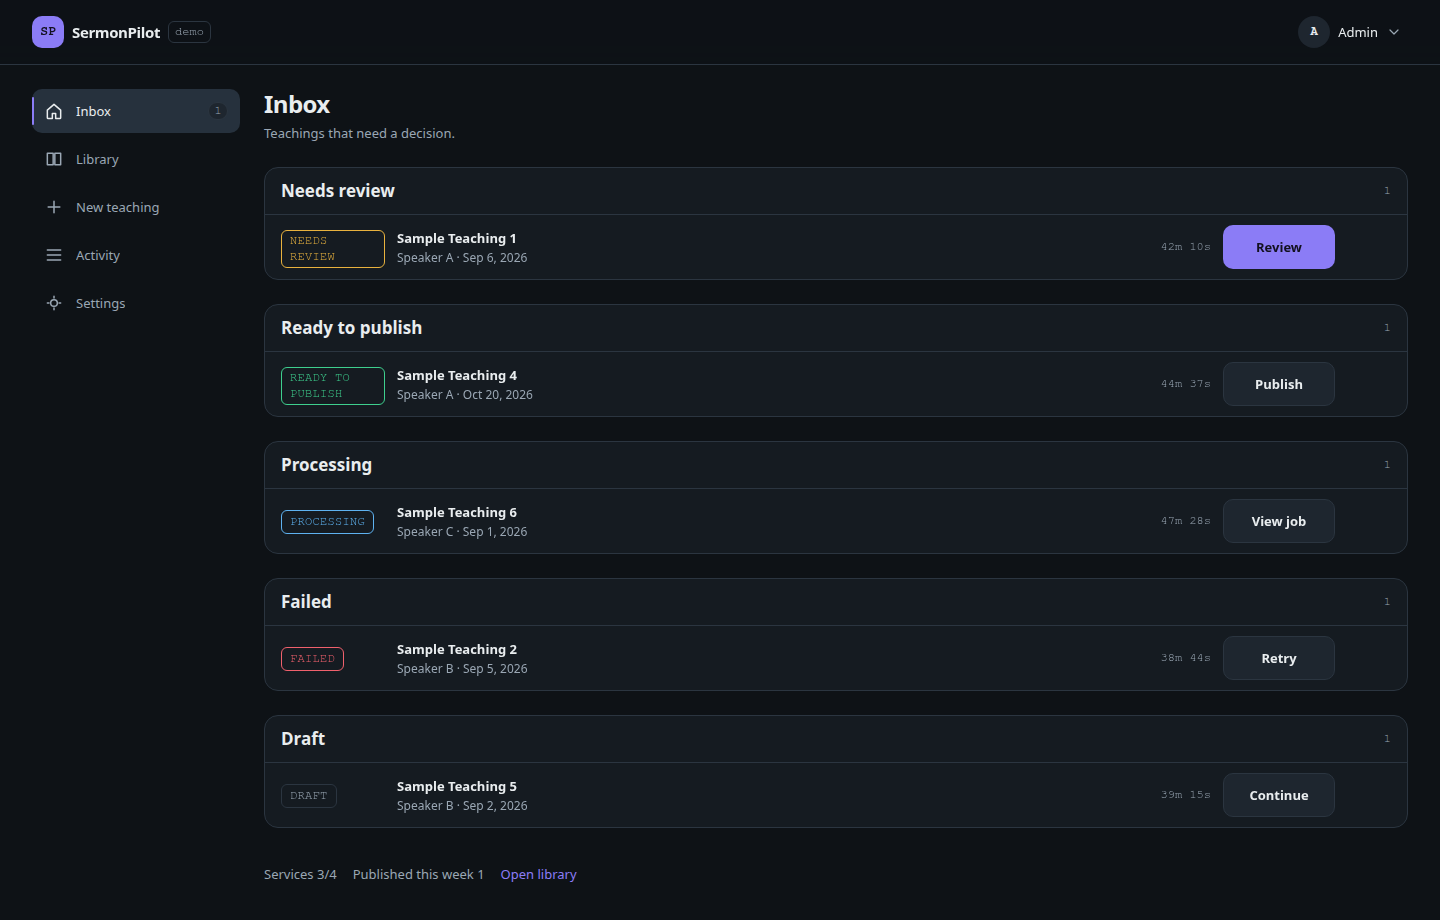 SP SermonPilot demo
A Admin
Inbox 1
Library
New teaching
Activity
Settings
Inbox
Teachings that need a decision.
Needs review 1
NEEDS REVIEW
Sample Teaching 1
Speaker A · Sep 6, 2026
42m 10s
Review
Ready to publish 1
READY TO PUBLISH
Sample Teaching 4
Speaker A · Oct 20, 2026
44m 37s
Publish
Processing 1
PROCESSING
Sample Teaching 6
Speaker C · Sep 1, 2026
47m 28s
View job
Failed 1
FAILED
Sample Teaching 2
Speaker B · Sep 5, 2026
38m 44s
Retry
Draft 1
DRAFT
Sample Teaching 5
Speaker B · Sep 2, 2026
39m 15s
Continue
Services 3/4 Published this week 1 Open library